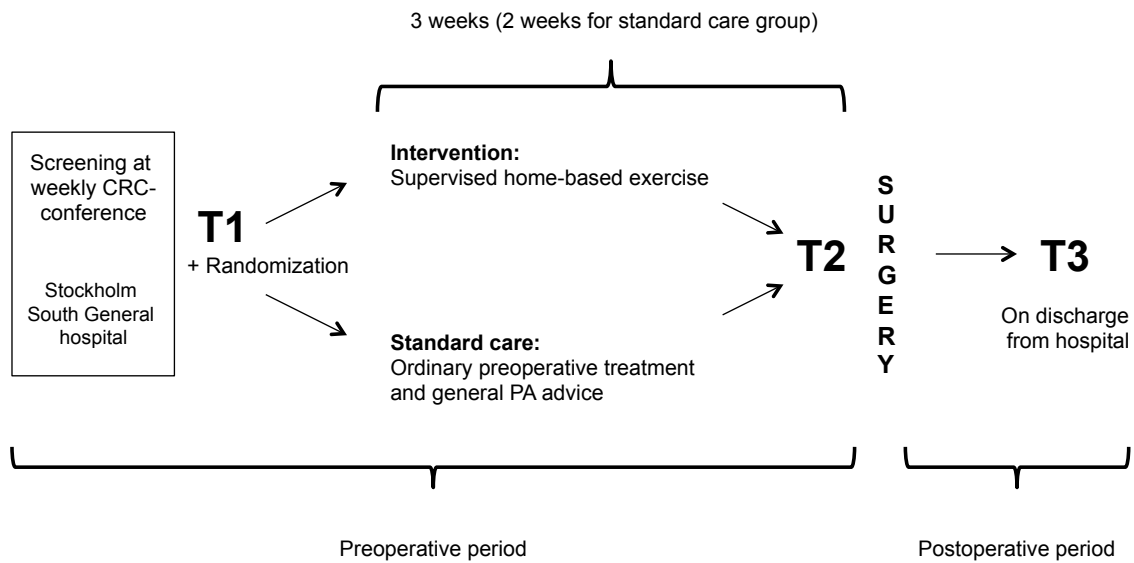 3 weeks (2 weeks for standard care group)
Screening at
weekly CRC-
conference
Stockholm
South General
hospital
T1
+ Randomization
Intervention:
Supervised home-based exercise
Standard care:
Ordinary preoperative treatment
and general PA advice
T2
SURGERY
T3
On discharge
from hospital
Preoperative period
Postoperative period